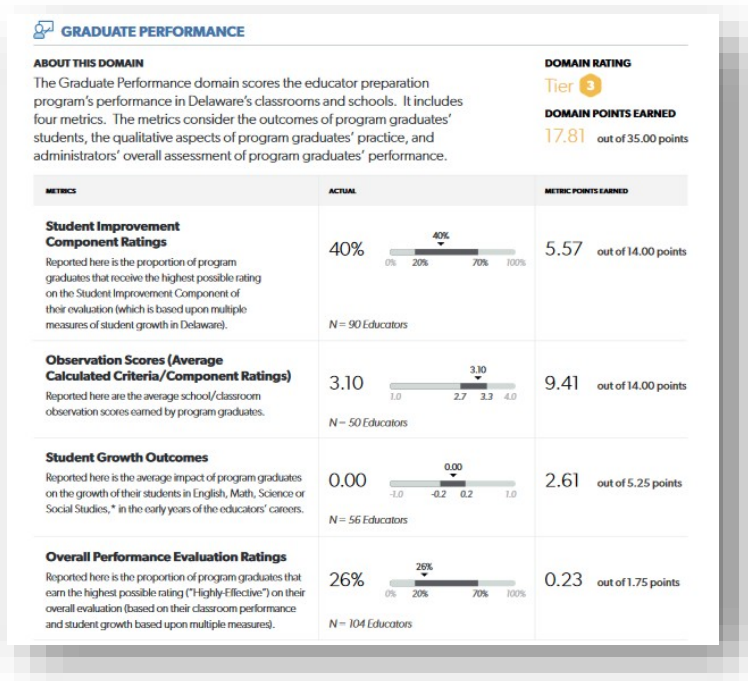 GRADUATE PERFORMANCE
ABOUT THIS DOMAIN
The Graduate Performance domain scores the educator preparation
program's performance in Delaware's classrooms and schools. It includes
four metrics. The metrics consider the outcomes of program graduates'
students, the qualitative aspects of program graduates' practice, and
administrators' overall assessment of program graduates' performance.
DOMAIN RATING
Tier 3
DOMAIN POINTS EARNED
17.81 out of 35.00 points
METRICS ACTUAL METRIC POINTS EARNED
Student Improvement
Component Ratings
Reported here is the proportion of program
graduates that receive the highest possible rating
on the Student Improvement Component of
their evaluation (which is based upon multiple
measures of student growth in Delaware).
40%
40%
0% 20% 70% 100%
N = 90 Educators
5.57 out of 14.00 points
Observation Scores (Average
Calculated Criteria/Component Ratings)
Reported here are the average school/classroom
observation scores earned by program graduates.
3.10
3.10
1.0 2.7 3.3 4.0
N = 50 Educators
9.41 out of 14.00 points
Student Growth Outcomes
Reported here is the average impact of program graduates
on the growth of their students in English, Math, Science or
Social Studies,* in the early years of the educators' careers.
0.00
0.00
-1.0 -0.2 0.2 1.0
N = 56 Educators
2.61 out of 5.25 points
Overall Performance Evaluation Ratings
Reported here is the proportion of program graduates that
earn the highest possible rating ("Highly-Effective") on their
overall evaluation (based on their classroom performance
and student growth based upon multiple measures).
26%
26%
0% 20% 70% 100%
N = 104 Educators
0.23 out of 1.75 points